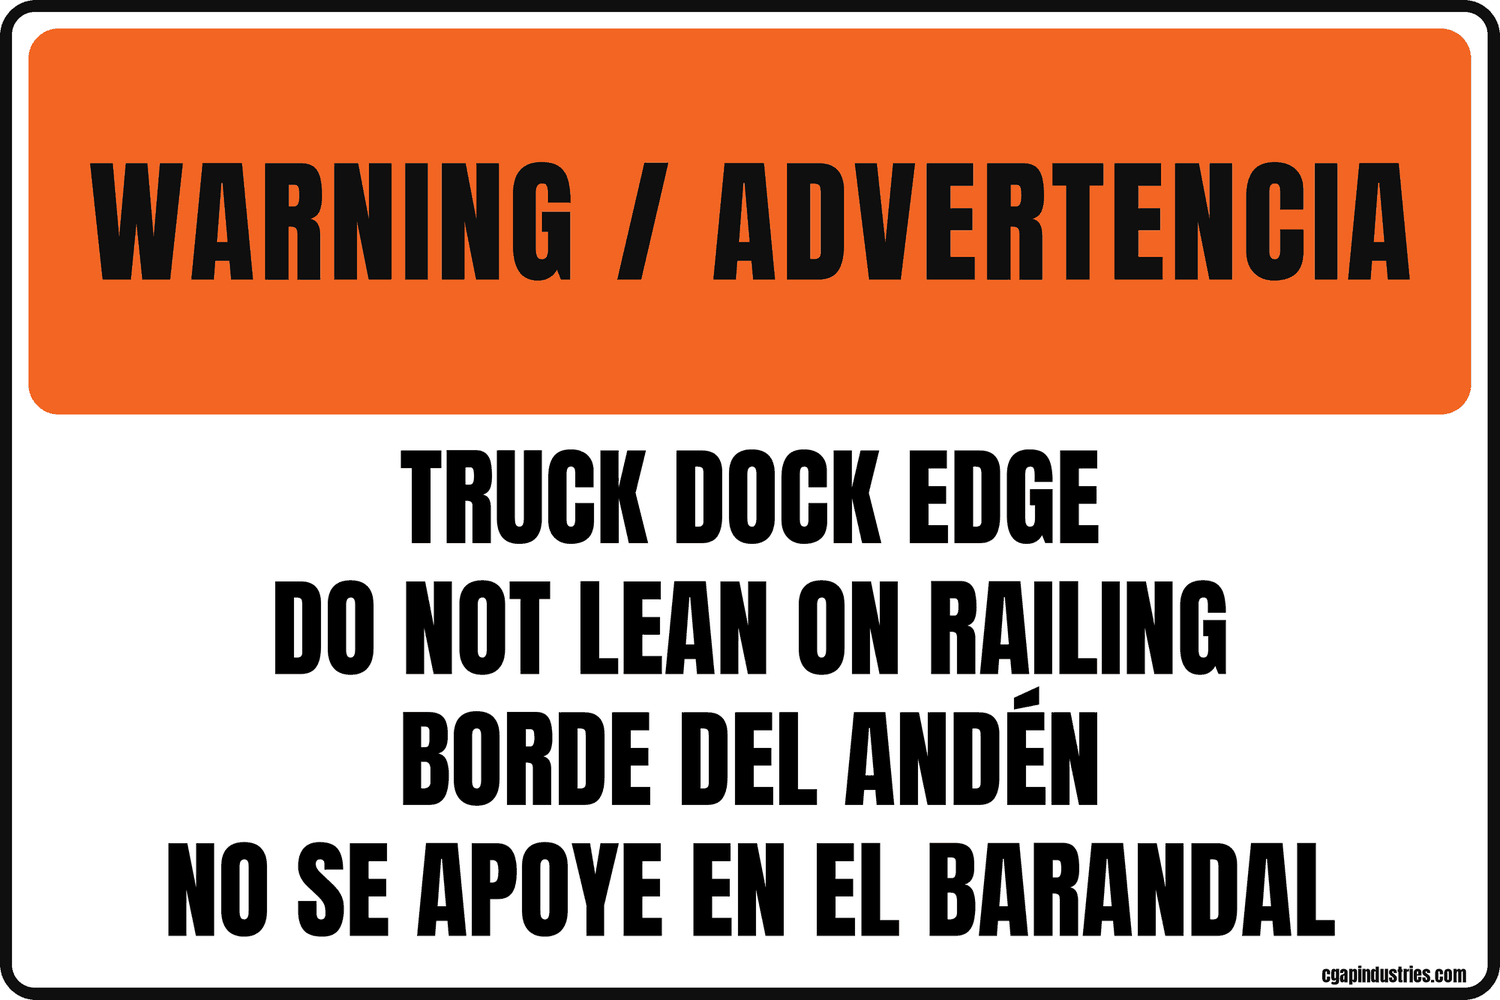 WARNING / ADVERTENCIA
TRUCK DOCK EDGE
DO NOT LEAN ON RAILING
BORDE DEL ANDÉN
NO SE APOYE EN EL BARANDAL
cgapindustries.com